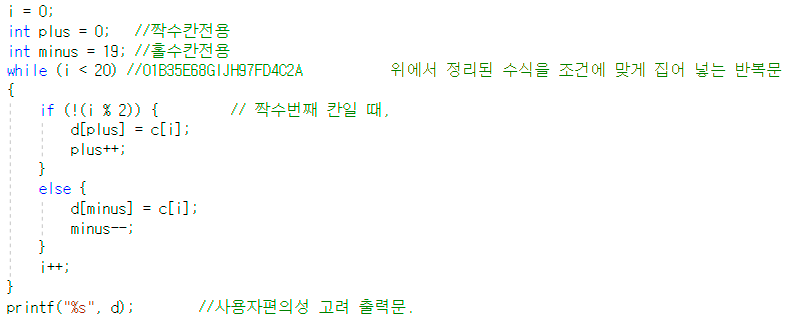 i = 0;
int plus = 0; //짝수칸전용
int minus = 19; //홀수칸전용
while (i < 20) //01B35E68GIJH97FD4C2A 위에서 정리된 수식을 조건에 맞게 집어 넣는 반복문
{
if (!(i % 2)) { // 짝수번째 칸일 때,
d[plus] = c[i];
plus++;
}
else {
d[minus] = c[i];
minus--;
}
i++;
}
printf("%s", d); //사용자편의성 고려 출력문.